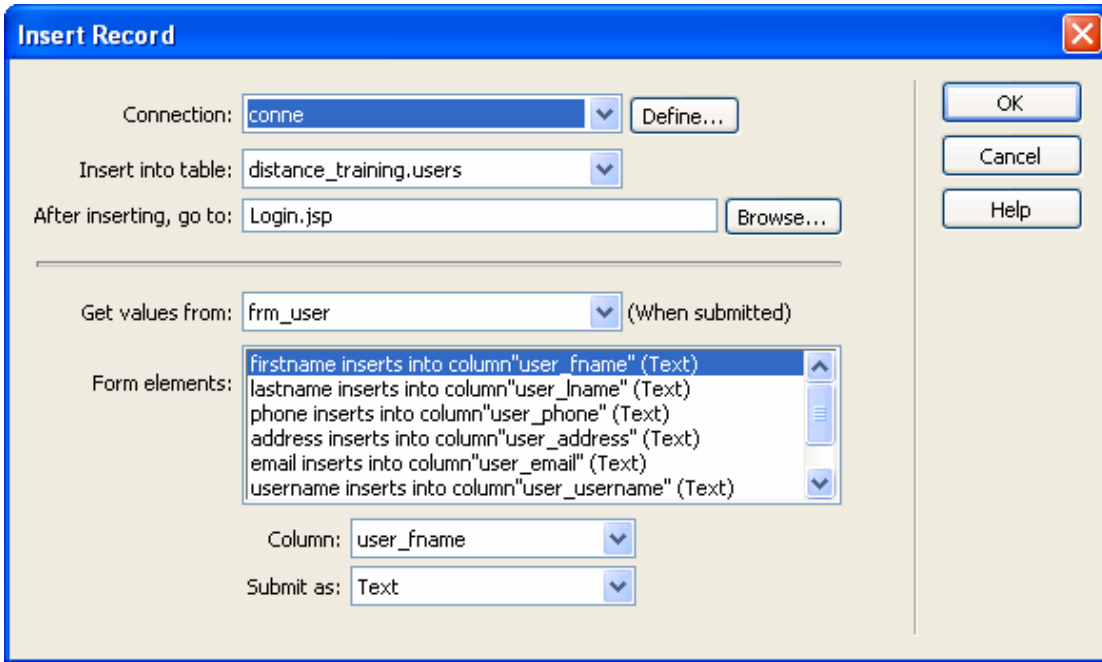 Insert Record
Connection: conne Define...
Insert into table: distance_training.users
After inserting, go to: Login.jsp Browse...
Get values from: frm_user (When submitted)
Form elements:
firstname inserts into column"user_fname" (Text)
lastname inserts into column"user_lname" (Text)
phone inserts into column"user_phone" (Text)
address inserts into column"user_address" (Text)
email inserts into column"user_email" (Text)
username inserts into column"user_username" (Text)
Column: user_fname
Submit as: Text
OK
Cancel
Help